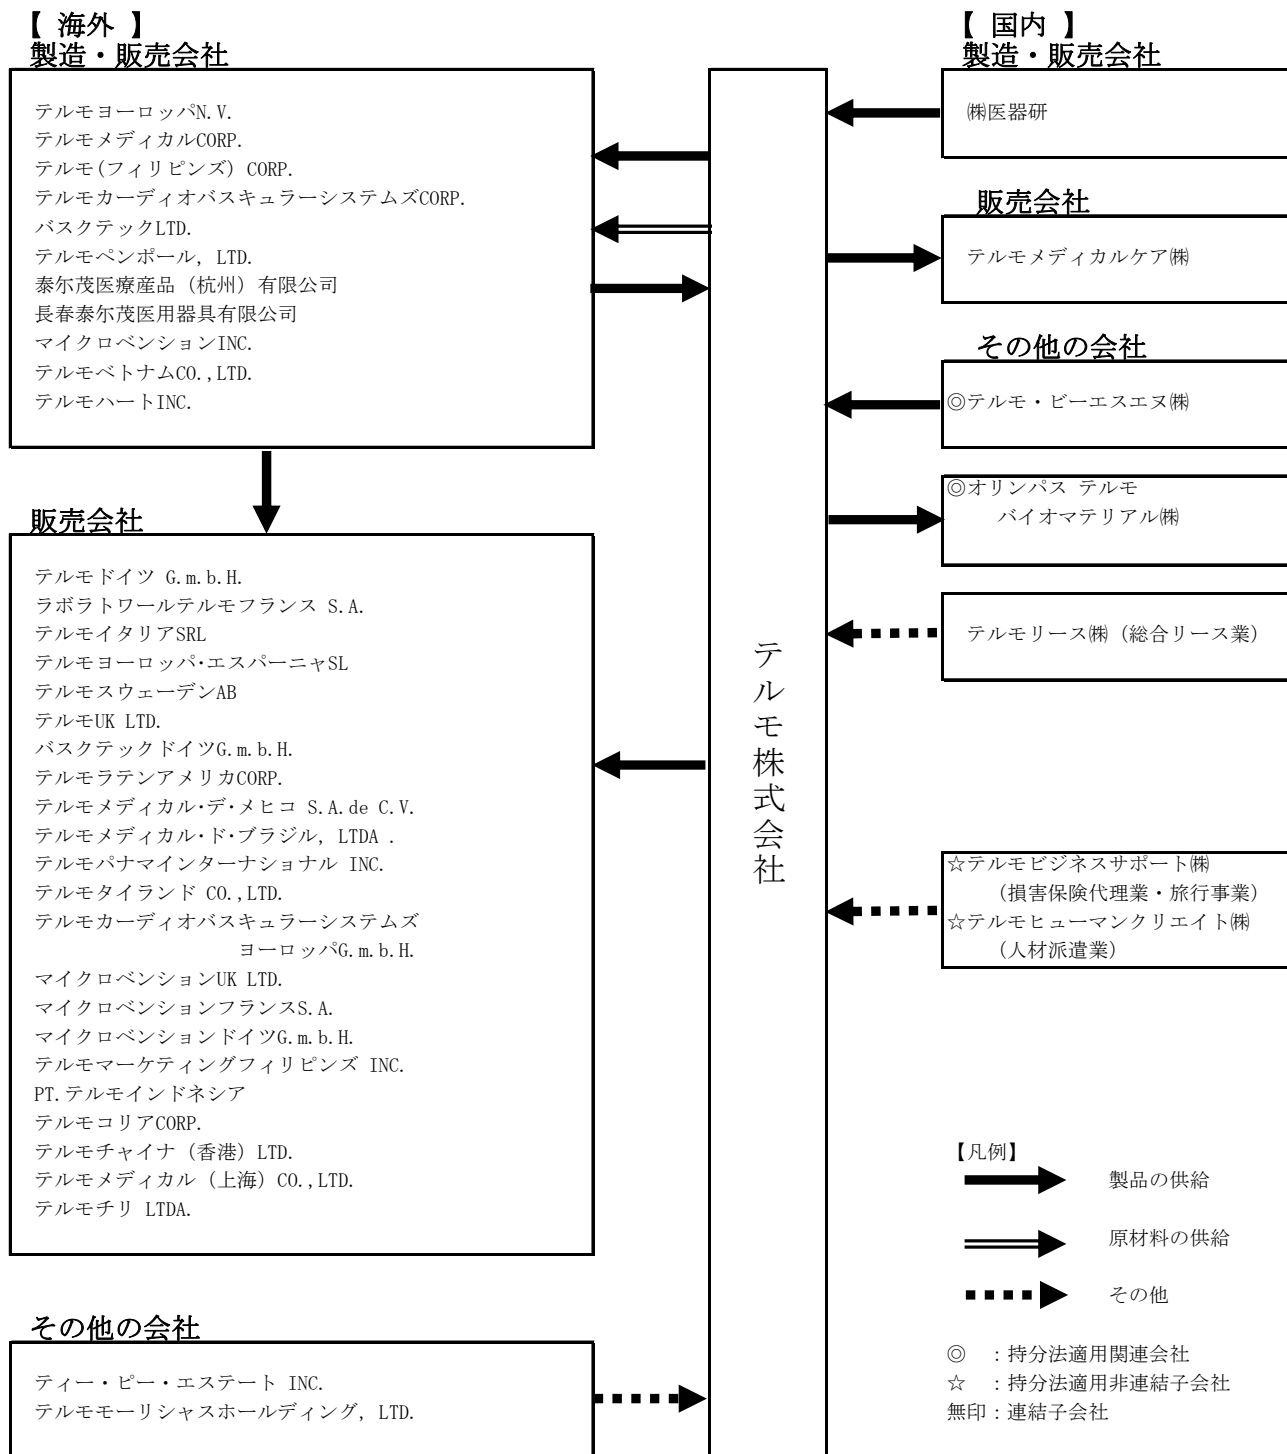 【 海外 】
製造・販売会社
テルモヨーロッパN.V.
テルモメディカルCORP.
テルモ(フィリピンズ) CORP.
テルモカーディオバスキュラーシステムズCORP.
バスクテックLTD.
テルモペンポール, LTD.
泰尓茂医療産品（杭州）有限公司
長春泰尓茂医用器具有限公司
マイクロベンションINC.
テルモベトナムCO.,LTD.
テルモハートINC.
販売会社
テルモドイツ G.m.b.H.
ラボラトワールテルモフランス S.A.
テルモイタリアSRL
テルモヨーロッパ・エスパーニャSL
テルモスウェーデンAB
テルモUK LTD.
バスクテックドイツG.m.b.H.
テルモラテンアメリカCORP.
テルモメディカル・デ・メヒコ S.A.de C.V.
テルモメディカル・ド・ブラジル, LTDA .
テルモパナマインターナショナル INC.
テルモタイランド CO.,LTD.
テルモカーディオバスキュラーシステムズ
ヨーロッパG.m.b.H.
マイクロベンションUK LTD.
マイクロベンションフランスS.A.
マイクロベンションドイツG.m.b.H.
テルモマーケティングフィリピンズ INC.
PT.テルモインドネシア
テルモコリアCORP.
テルモチャイナ（香港）LTD.
テルモメディカル（上海）CO.,LTD.
テルモチリ LTDA.
その他の会社
ティー・ピー・エステート INC.
テルモモーリシャスホールディング, LTD.
テルモ株式会社
【 国内 】
製造・販売会社
㈱医器研
販売会社
テルモメディカルケア㈱
その他の会社
◎テルモ・ビーエスエヌ㈱
◎オリンパス テルモ
バイオマテリアル㈱
テルモリース㈱（総合リース業）
☆テルモビジネスサポート㈱
（損害保険代理業・旅行事業）
☆テルモヒューマンクリエイト㈱
（人材派遣業）
【凡例】
製品の供給
原材料の供給
その他
◎ ：持分法適用関連会社
☆ ：持分法適用非連結子会社
無印：連結子会社